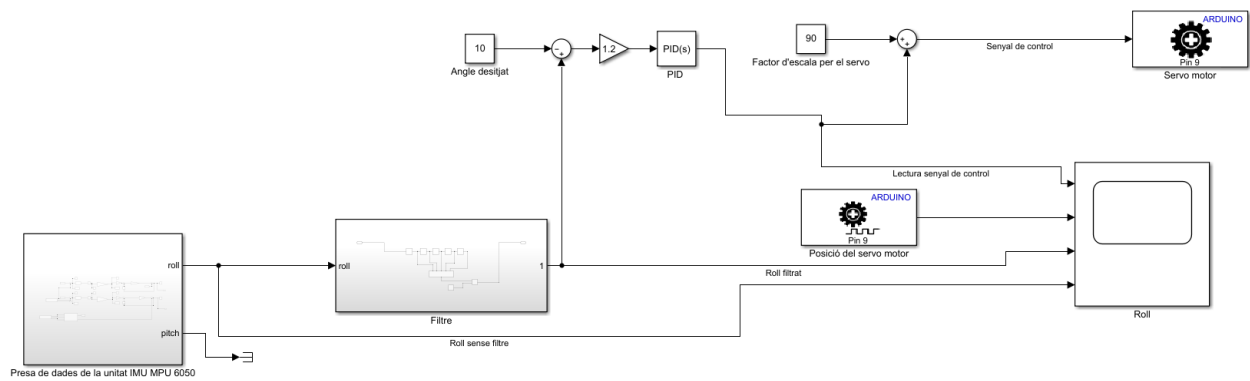 ARDUINO
Pin 9
Servo motor
10
Angle desitjat
1.2
PID(s)
PID
90
Factor d'escala per el servo
Senyal de control
Lectura senyal de control
ARDUINO
Pin 9
Posició del servo motor
roll
pitch
Presa de dades de la unitat IMU MPU 6050
roll
1
Filtre
Roll filtrat
Roll sense filtre
Roll